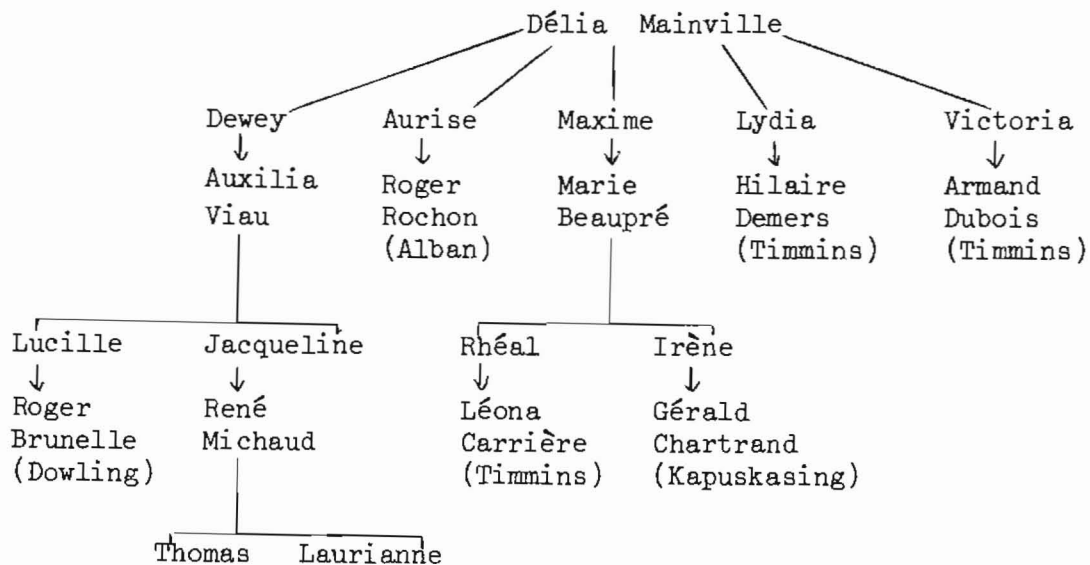 Délia Mainville
Dewey Aurise Maxime Lydia Victoria
Auxilia Roger Marie Hilaire Armand
Viau Rochon Beaupré Demers Dubois
(Alban) (Timmins) (Timmins)
Lucille Jacqueline Rhéal Irène
Roger René Léona Gérald
Brunelle Michaud Carrière Chartrand
(Dowling) (Timmins) (Kapuskasing)
Thomas Laurianne